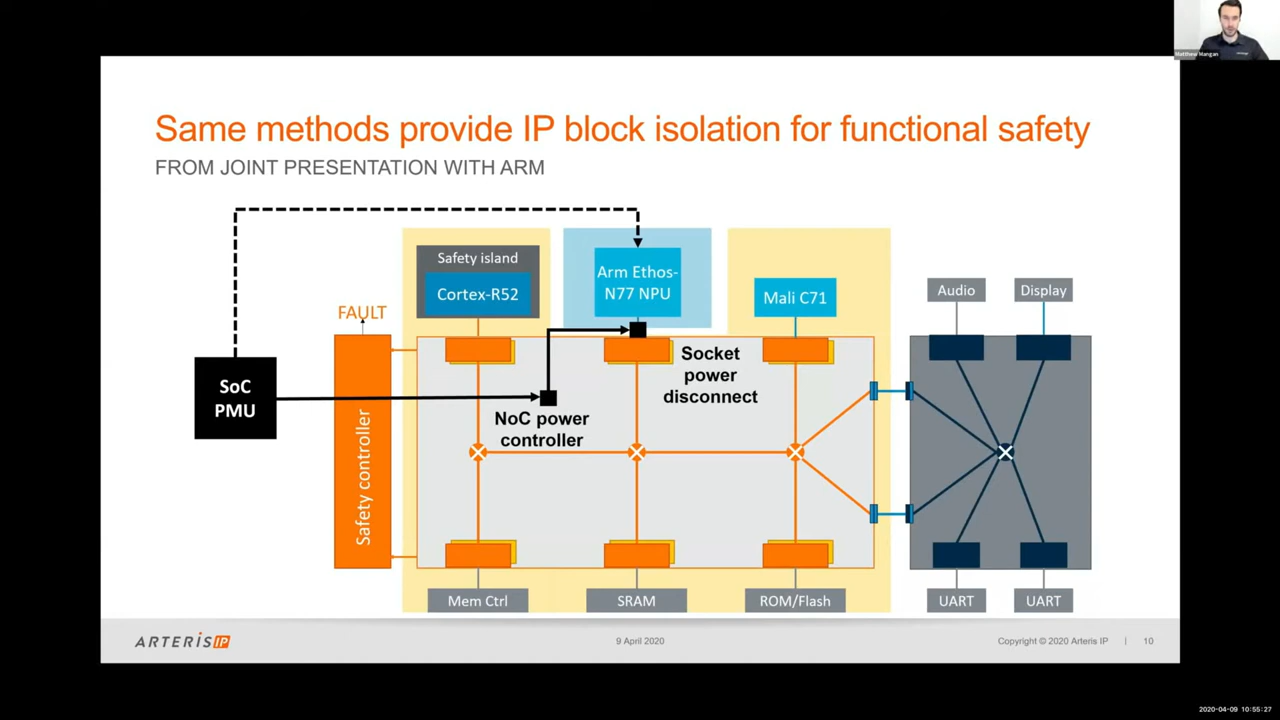 Matthew Mangan
Same methods provide IP block isolation for functional safety
FROM JOINT PRESENTATION WITH ARM
Safety island
Cortex-R52
Arm Ethos-
N77 NPU
Mali C71
Audio
Display
FAULT
SoC
PMU
Safety controller
Socket
power
disconnect
NoC power
controller
Mem Ctrl
SRAM
ROM/Flash
UART
UART
ARTERIS IP
9 April 2020
Copyright © 2020 Arteris IP
10
2020-04-09 10:55:27